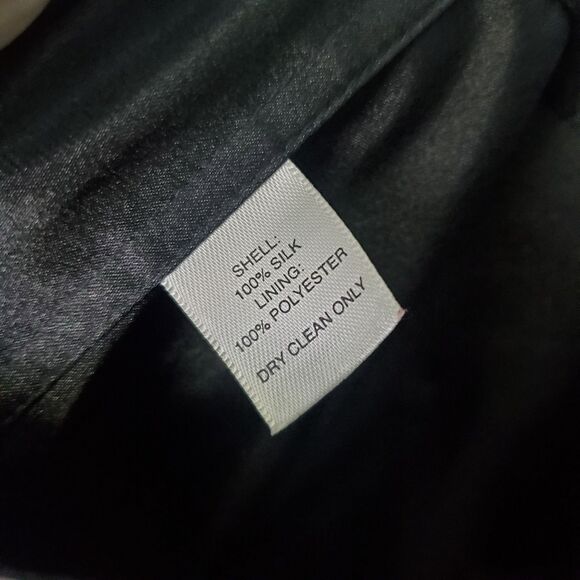 SHELL:
100% SILK
LINING:
100% POLYESTER
DRY CLEAN ONLY